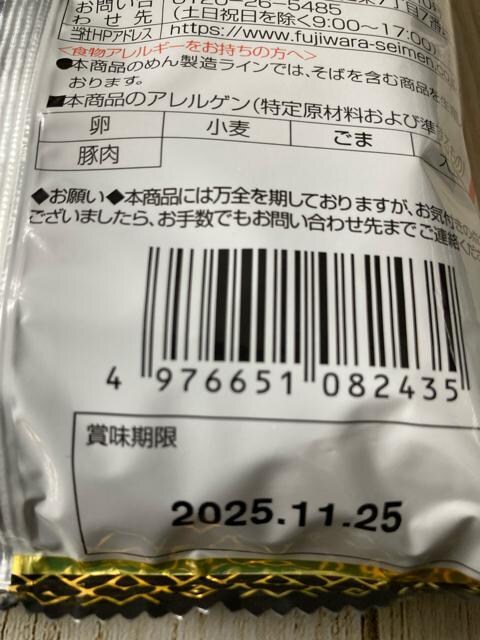 お問い合わせ先
0120-26-5485
(土日祝日を除く9:00～17:00)
当社HPアドレス https://www.fujiwara-seimen.co
<食物アレルギーをお持ちの方へ>
●本商品のめん製造ラインでは、そばを含む商品を
おります。
■本商品のアレルゲン(特定原材料および準
卵 小麦 ごま
豚肉
◆お願い◆本商品には万全を期しておりますが、お気付きの
ございましたら、お手数でもお問い合わせ先までご連絡くだ
4 976651 082435
賞味期限
2025.11.25